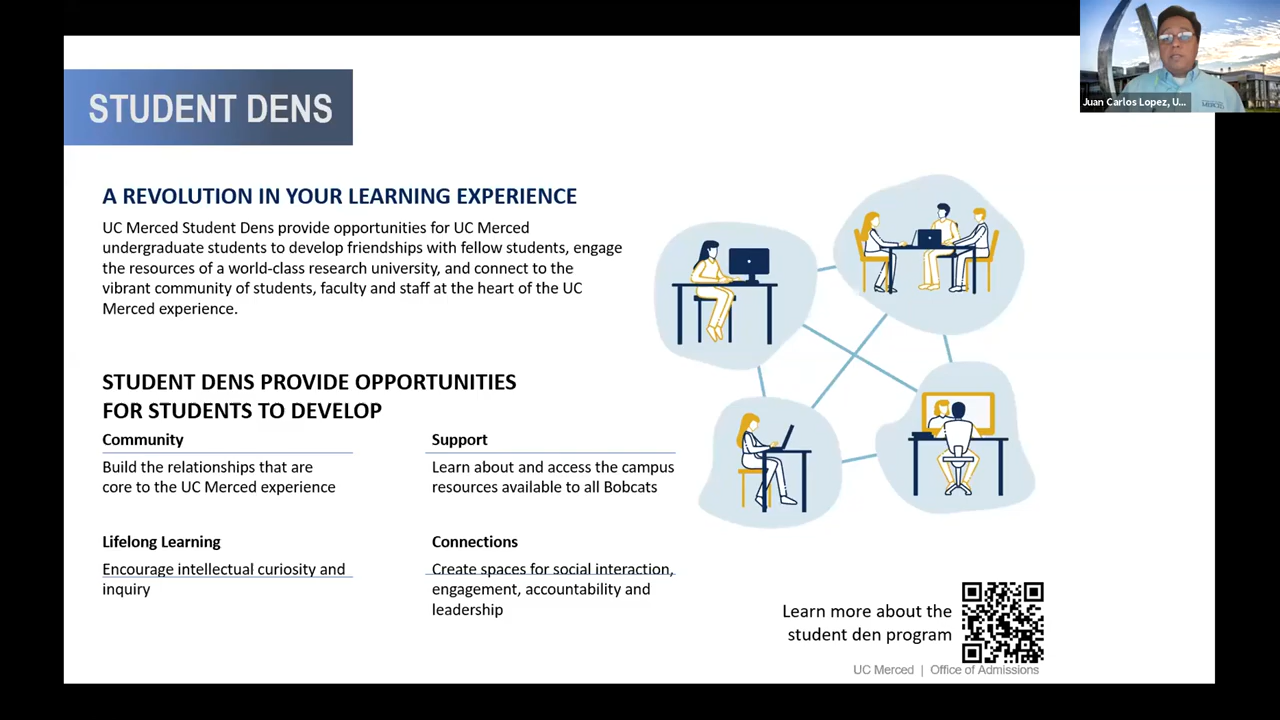 STUDENT DENS
Juan Carlos Lopez, U...
MERCED
A REVOLUTION IN YOUR LEARNING EXPERIENCE
UC Merced Student Dens provide opportunities for UC Merced
undergraduate students to develop friendships with fellow students, engage
the resources of a world-class research university, and connect to the
vibrant community of students, faculty and staff at the heart of the UC
Merced experience.
STUDENT DENS PROVIDE OPPORTUNITIES
FOR STUDENTS TO DEVELOP
Community
Build the relationships that are
core to the UC Merced experience
Support
Learn about and access the campus
resources available to all Bobcats
Lifelong Learning
Encourage intellectual curiosity and
inquiry
Connections
Create spaces for social interaction,
engagement, accountability and
leadership
Learn more about the
student den program
UC Merced | Office of Admissions